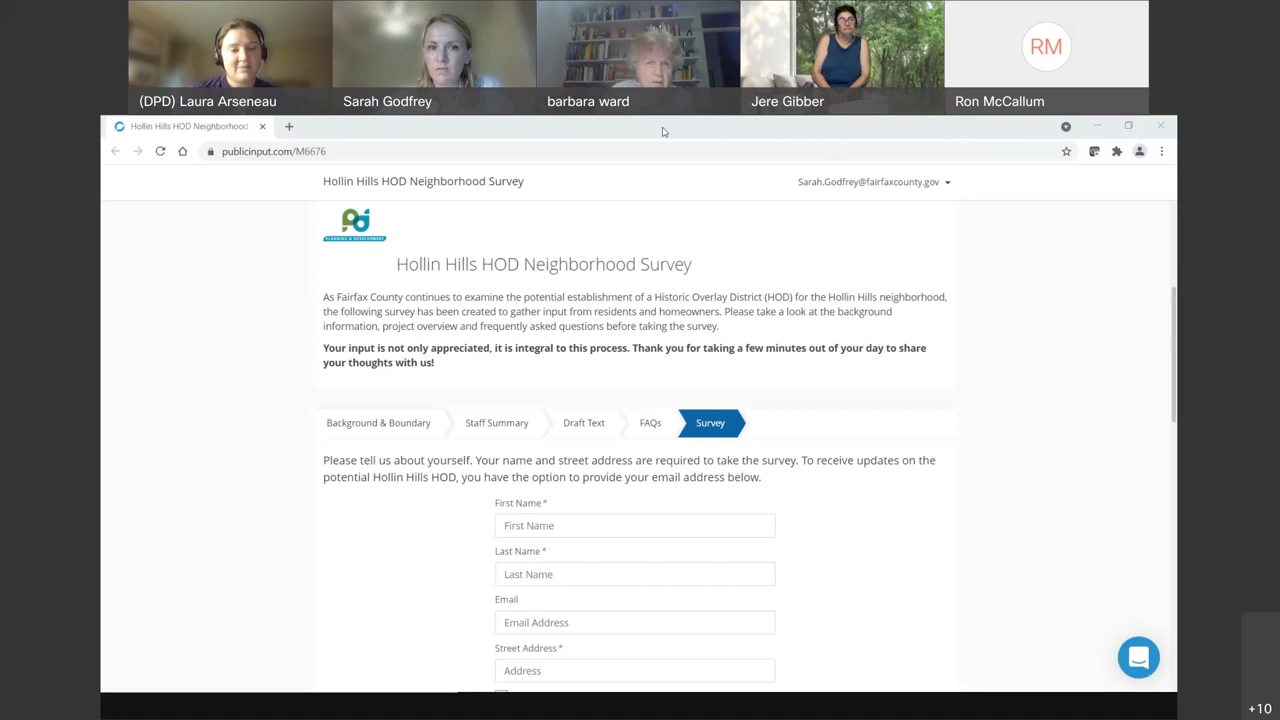 (DPD) Laura Arseneau
Sarah Godfrey
barbara ward
Jere Gibber
RM
Ron McCallum
Hollin Hills HOD Neighborhood
publicinput.com/M6676
Hollin Hills HOD Neighborhood Survey
Sarah.Godfrey@fairfaxcounty.gov
PLANNING & DEVELOPMENT
Hollin Hills HOD Neighborhood Survey
As Fairfax County continues to examine the potential establishment of a Historic Overlay District (HOD) for the Hollin Hills neighborhood,
the following survey has been created to gather input from residents and homeowners. Please take a look at the background
information, project overview and frequently asked questions before taking the survey.
Your input is not only appreciated, it is integral to this process. Thank you for taking a few minutes out of your day to share
your thoughts with us!
Background & Boundary
Staff Summary
Draft Text
FAQs
Survey
Please tell us about yourself. Your name and street address are required to take the survey. To receive updates on the
potential Hollin Hills HOD, you have the option to provide your email address below.
First Name *
First Name
Last Name *
Last Name
Email
Email Address
Street Address *
Address
+10